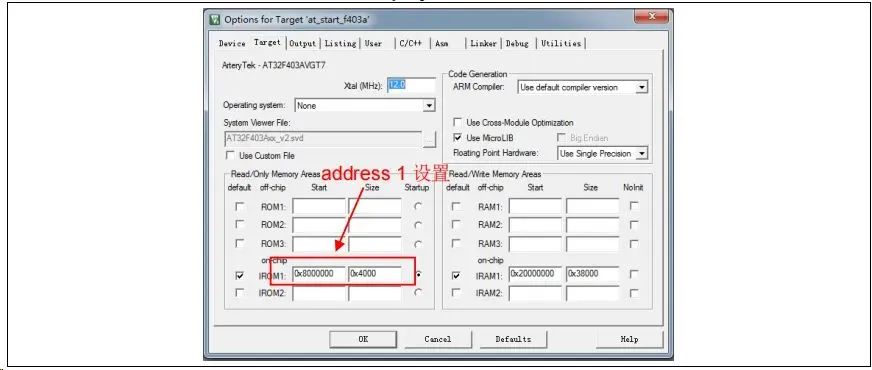 Options for Target 'at_start_f403a'
Device Target Output Listing User C/C++ Asm Linker Debug Utilities
ArteryTek - AT32F403AVGT7
Xtal (MHz): 12.0
Operating system: None
System Viewer File:
AT32F403Axx_v2.svd
...
Use Custom File
Code Generation
ARM Compiler: Use default compiler version
Use Cross-Module Optimization
Use MicroLIB Big Endian
Floating Point Hardware: Use Single Precision
address 1 设置
Read/Only Memory Areas
default off-chip Start Size Startup
ROM1:
ROM2:
ROM3:
on-chip
IROM1: 0x8000000 0x4000
IROM2:
Read/Write Memory Areas
default off-chip Start Size NoInit
RAM1:
RAM2:
RAM3:
on-chip
IRAM1: 0x20000000 0x38000
IRAM2:
OK Cancel Defaults Help